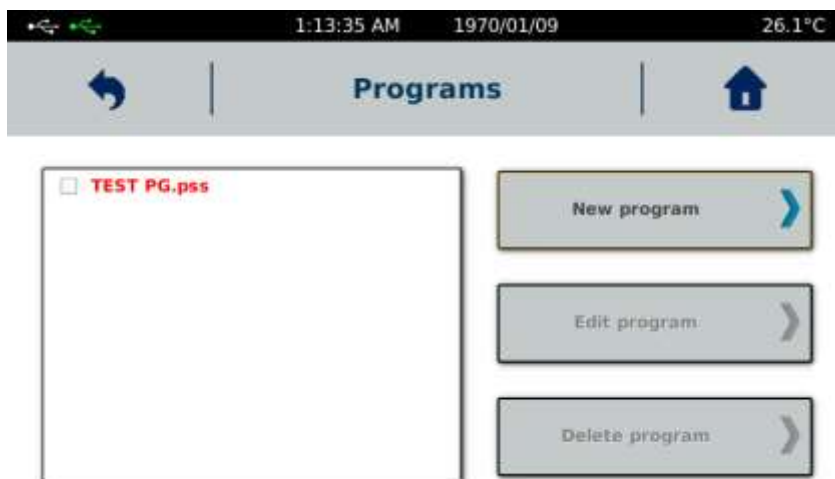 1:13:35 AM 1970/01/09 26.1°C
Programs
TEST PG.pss
New program
Edit program
Delete program